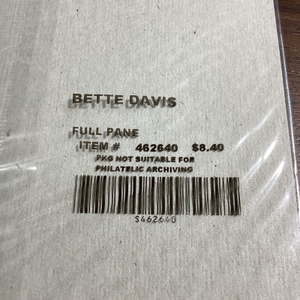 BETTE DAVIS
FULL PANE
ITEM # 462640 $8.40
PKG NOT SUITABLE FOR
PHILATELIC ARCHIVING
S462640